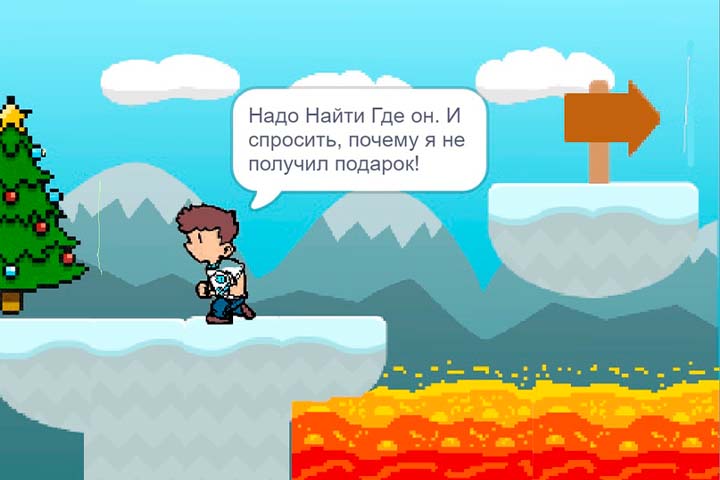 Надо Найти Где он. И
спросить, почему я не
получил подарок!